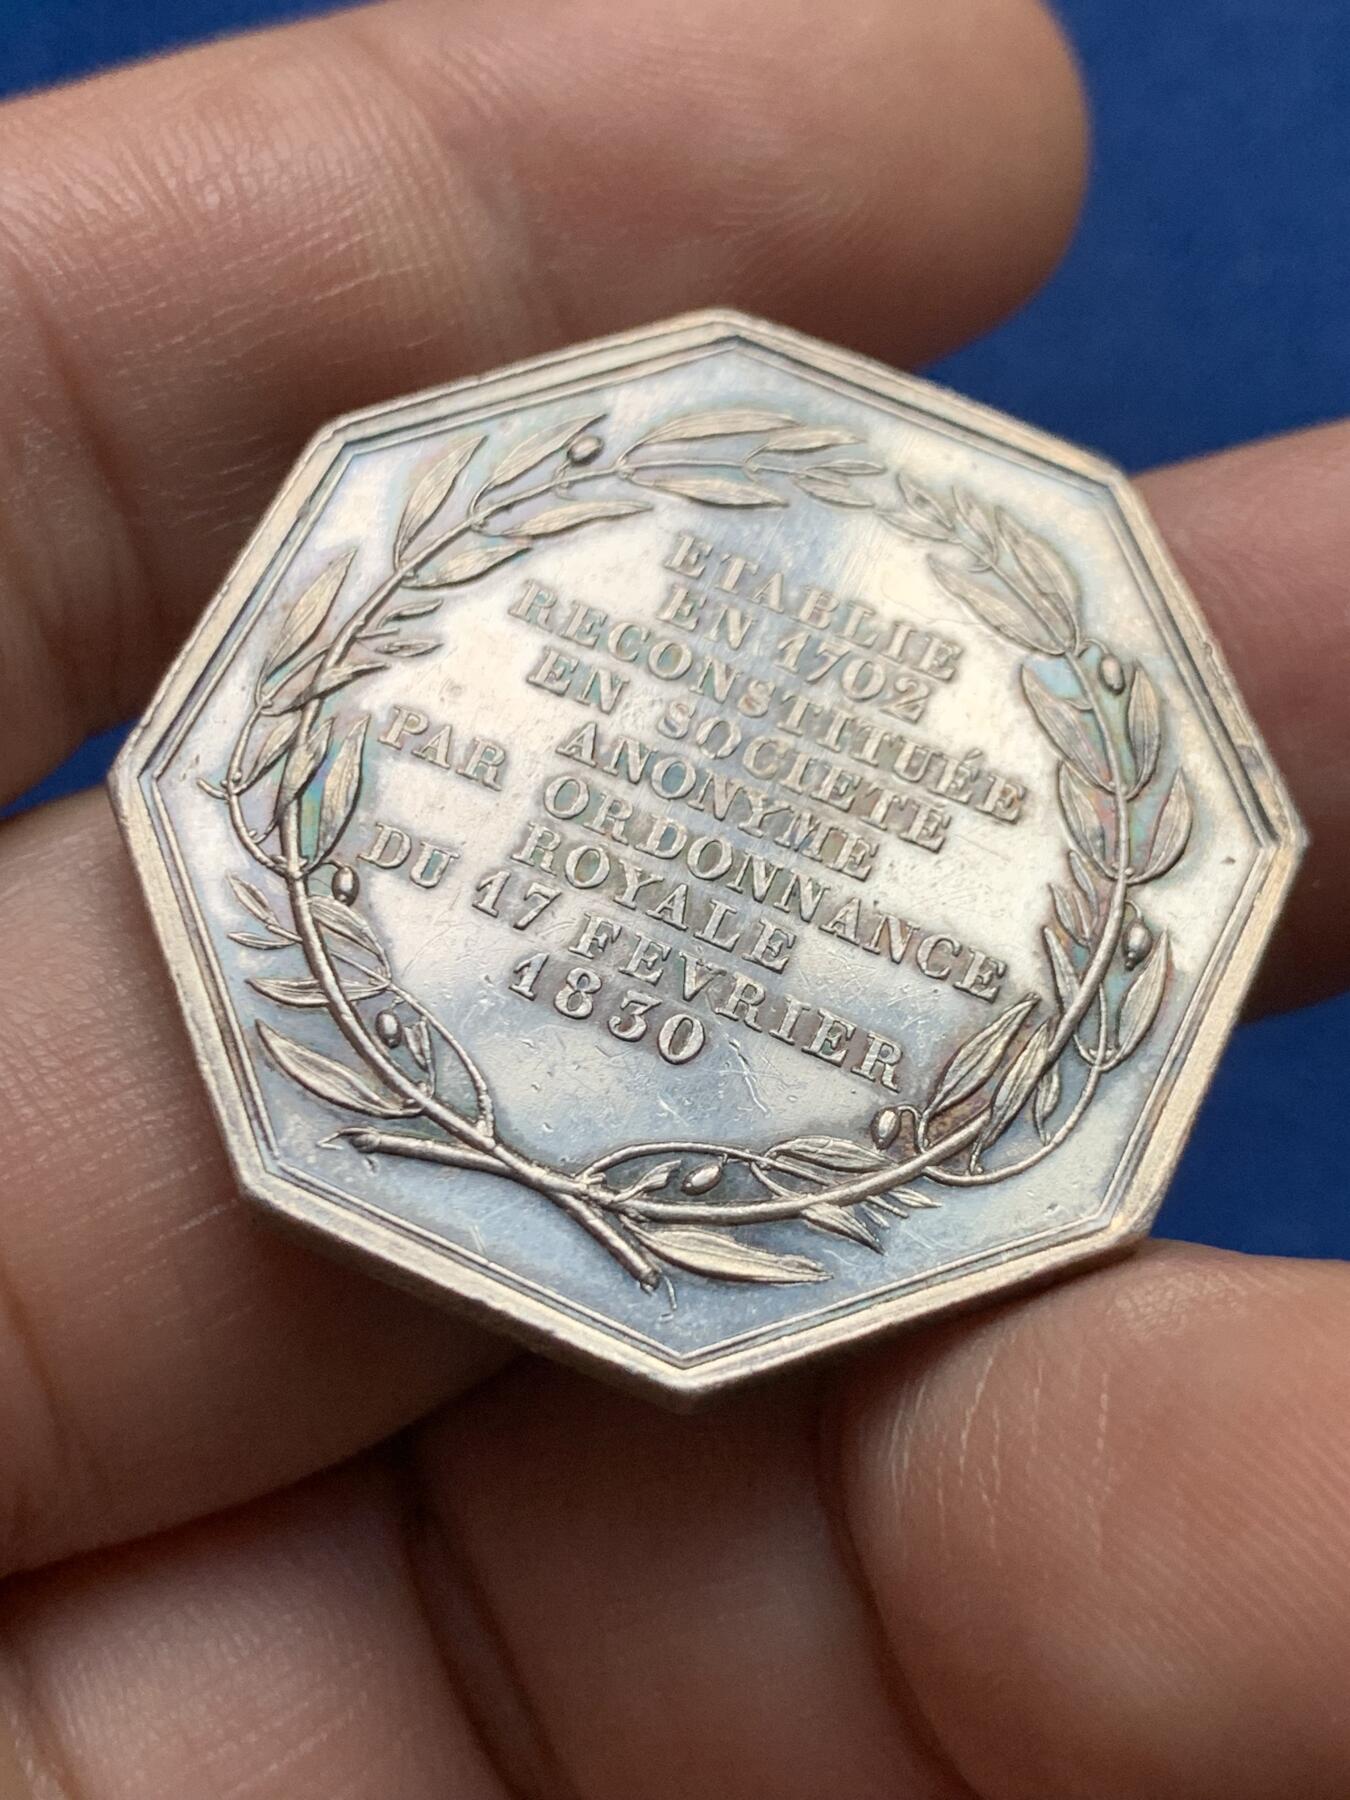 ETABLIE
EN 1702
RECONSTITUÉE
EN SOCIETÉ
ANONYME
PAR ORDONNANCE
ROYALE
DU 17 FEVRIER
1830